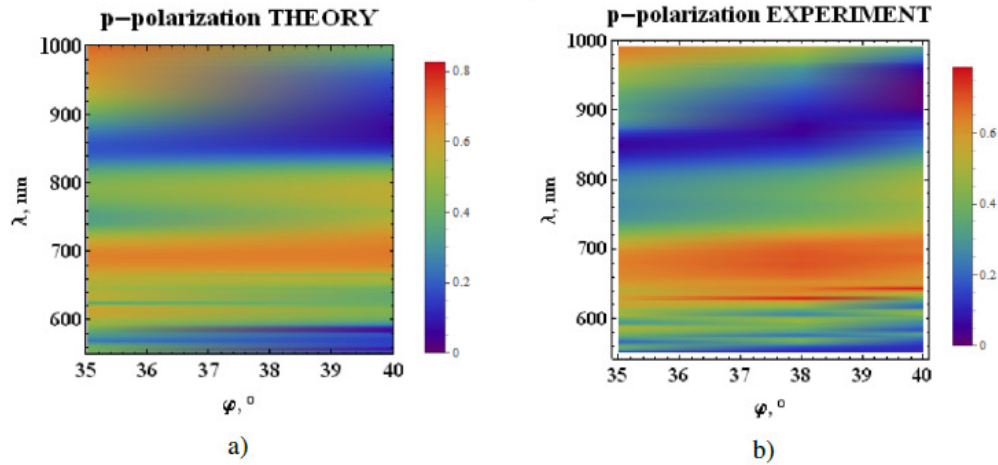 p-polarization THEORY
1000
900
800
700
600
λ, nm
35 36 37 38 39 40
φ, °
0.8
0.6
0.4
0.2
0
a)
p-polarization EXPERIMENT
1000
900
800
700
600
λ, nm
35 36 37 38 39 40
φ, °
0.6
0.4
0.2
0
b)